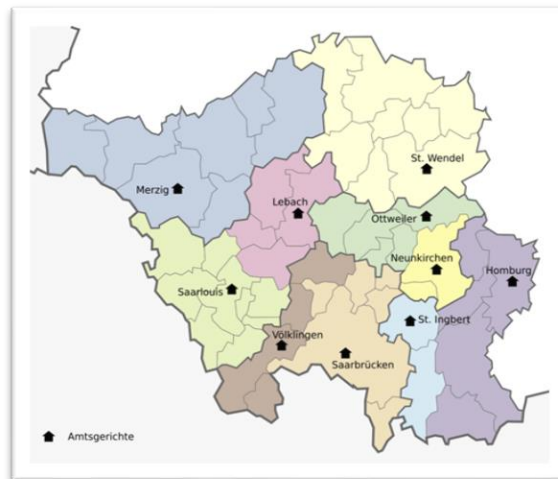 St. Wendel
Merzig
Lebach
Ottweiler
Neunkirchen
Homburg
Saarlouis
St. Ingbert
Völklingen
Saarbrücken
Amtsgerichte